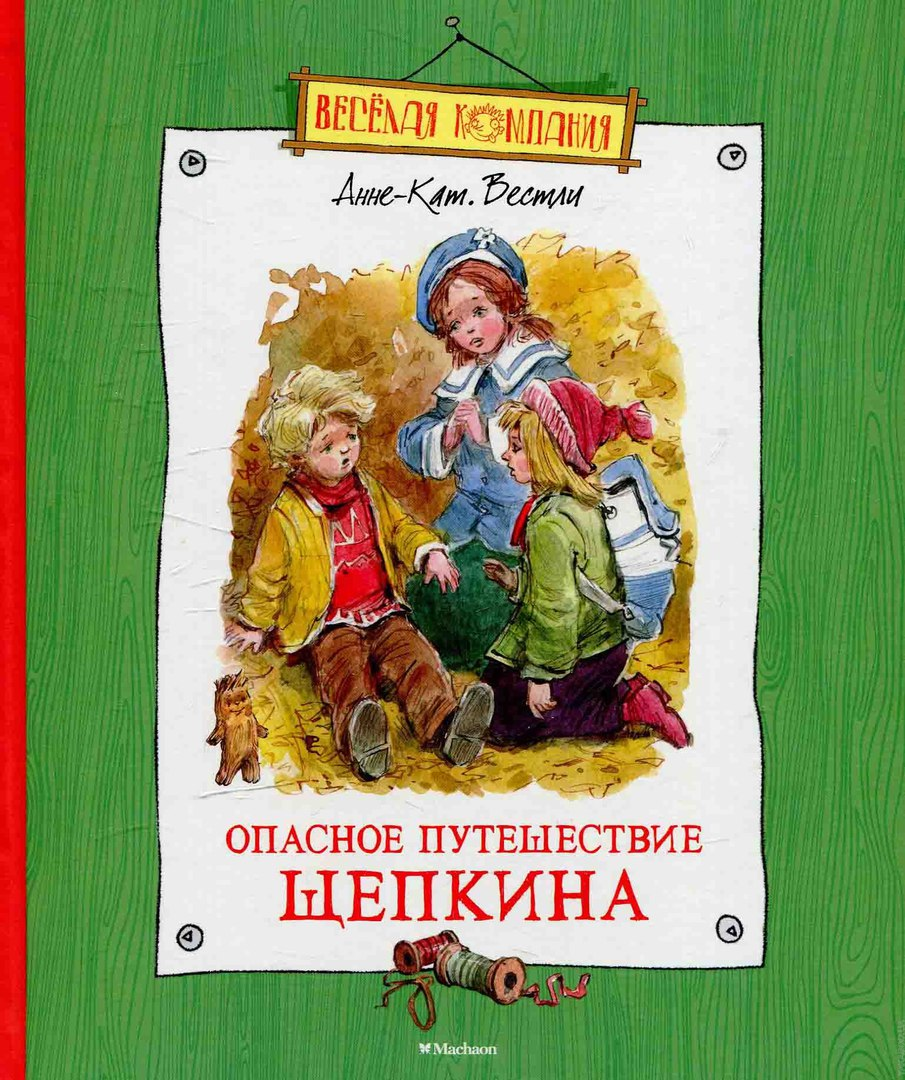 ВЕСЁЛАЯ КОМПАНИЯ
Анне-Кат. Вестли
ОПАСНОЕ ПУТЕШЕСТВИЕ
ЩЕПКИНА
Machaon